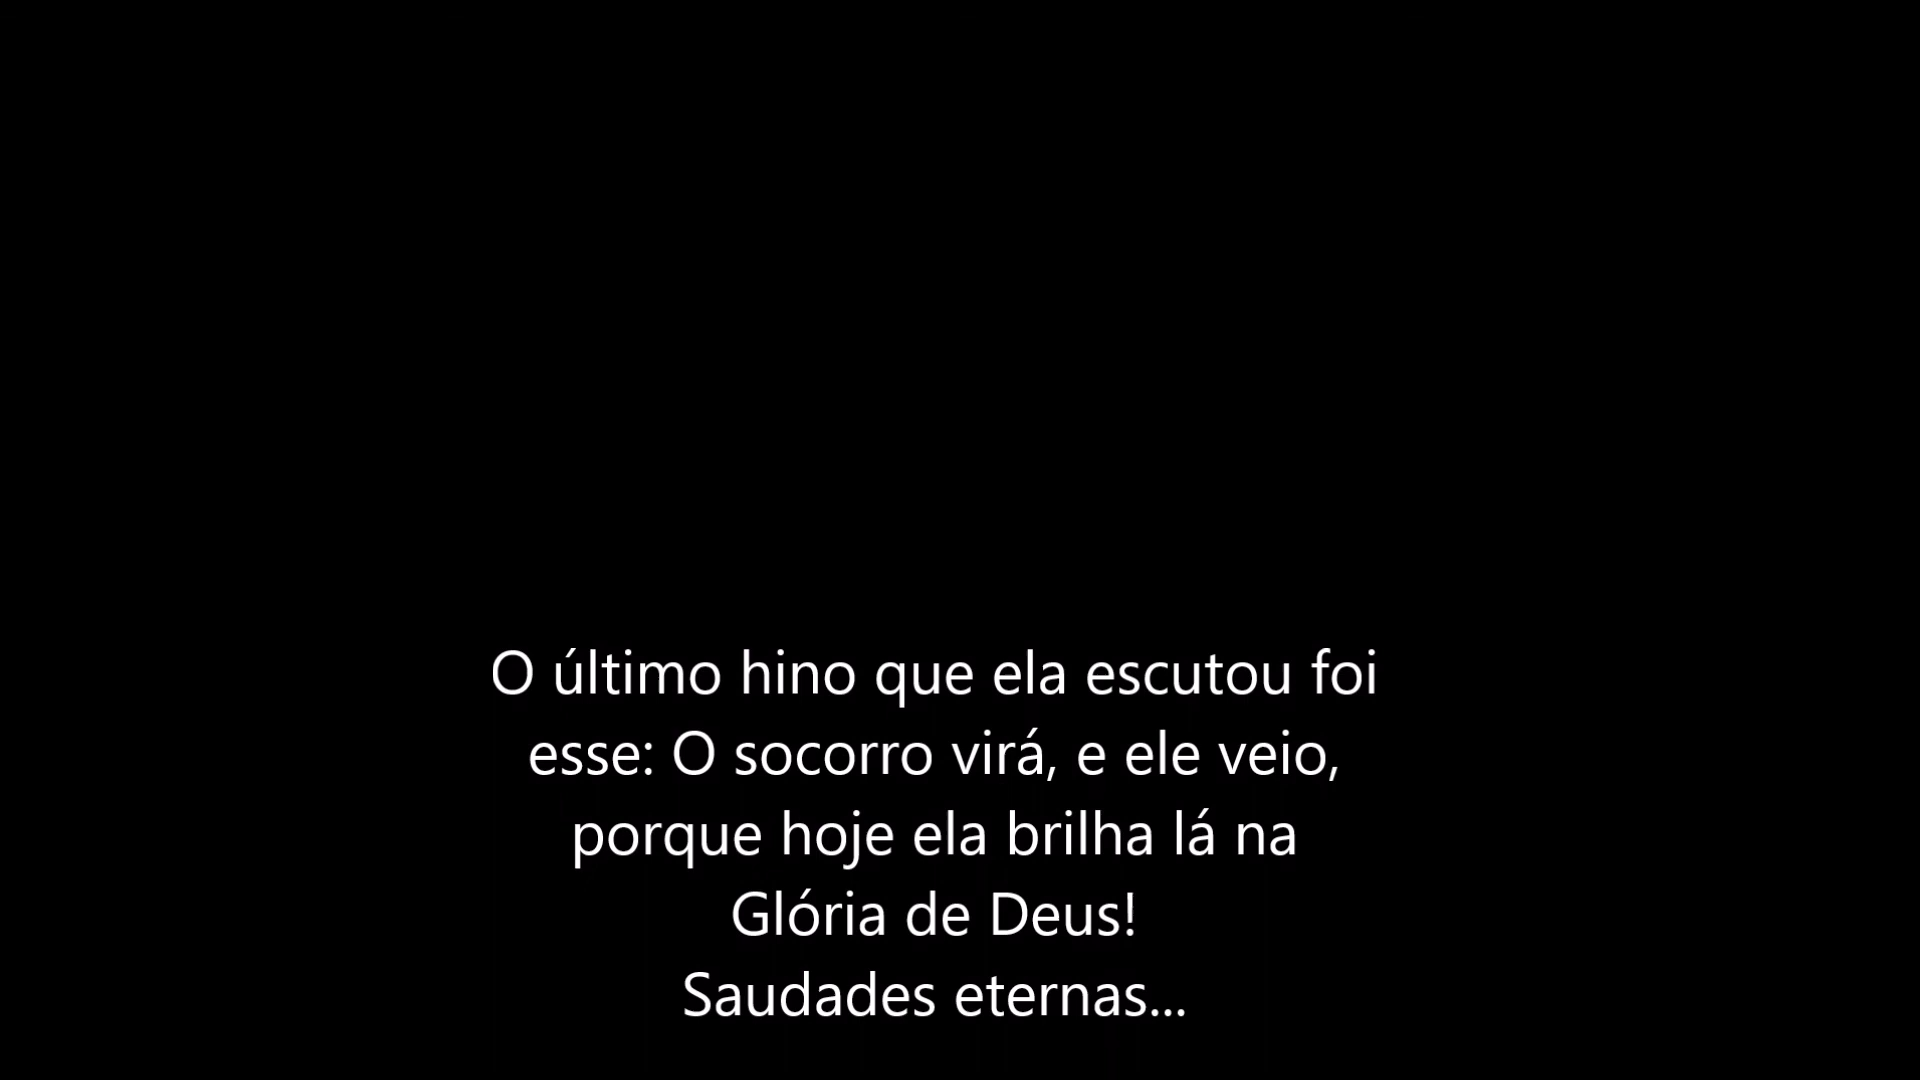 O último hino que ela escutou foi
esse: O socorro virá, e ele veio,
porque hoje ela brilha lá na
Glória de Deus!
Saudades eternas...